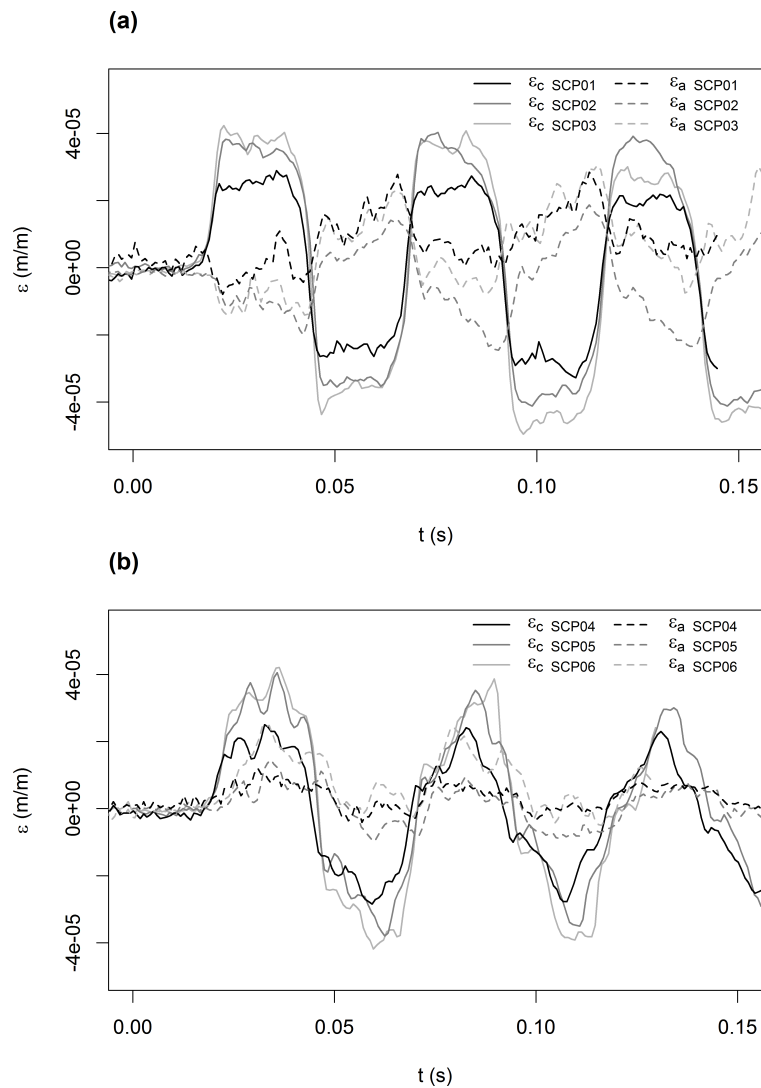 (a)
εc SCP01 εa SCP01
εc SCP02 εa SCP02
εc SCP03 εa SCP03
4e-05
0e+00
-4e-05
ε (m/m)
0.00 0.05 0.10 0.15
t (s)
(b)
εc SCP04 εa SCP04
εc SCP05 εa SCP05
εc SCP06 εa SCP06
4e-05
0e+00
-4e-05
ε (m/m)
0.00 0.05 0.10 0.15
t (s)